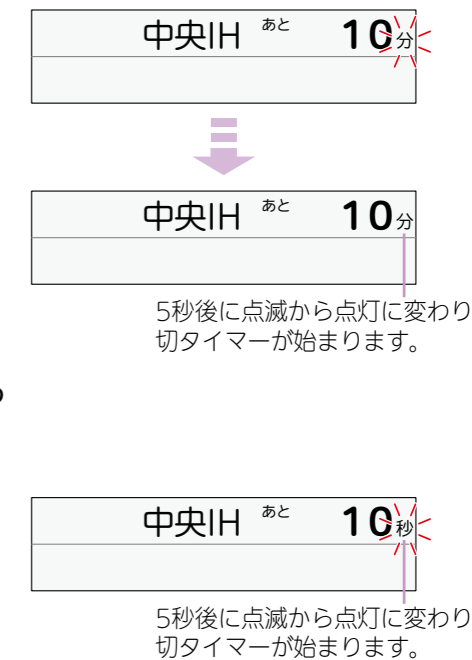 中央IH あと 10分
中央IH あと 10分
5秒後に点滅から点灯に変わり
切タイマーが始まります。
中央IH あと 10秒
5秒後に点滅から点灯に変わり
切タイマーが始まります。